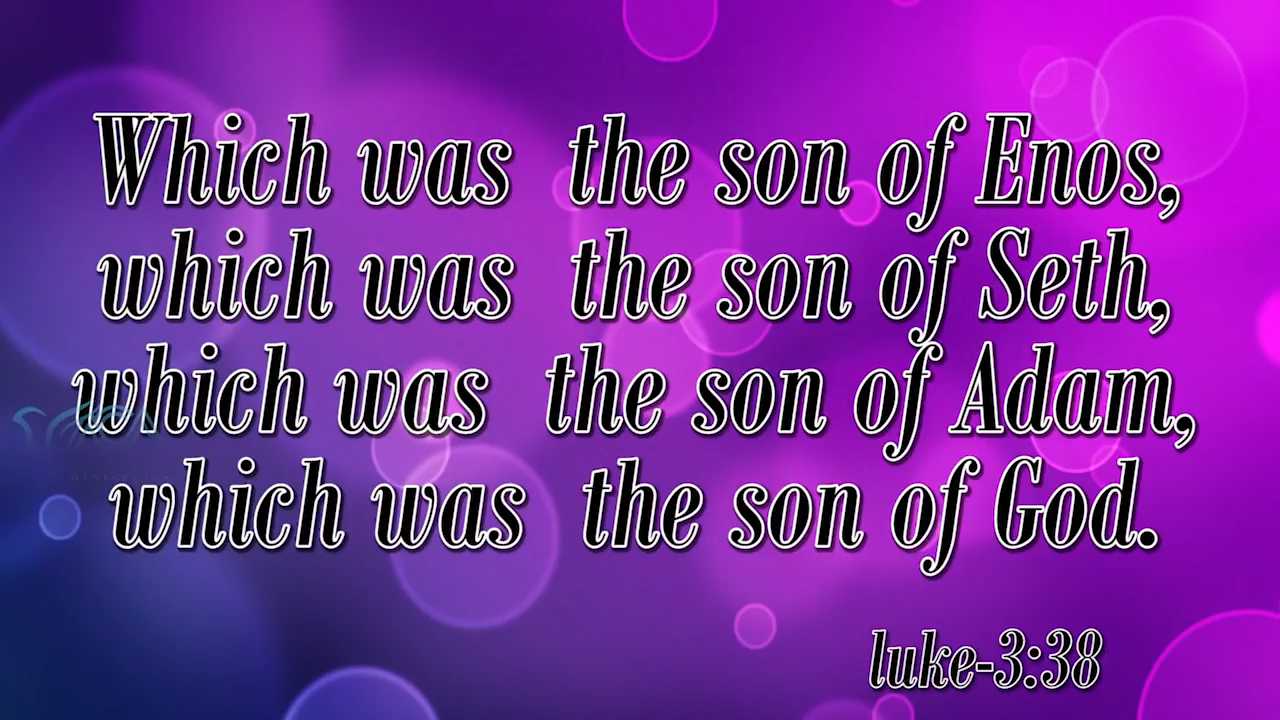 Which was the son of Enos,
which was the son of Seth,
which was the son of Adam,
which was the son of God.
luke-3:38